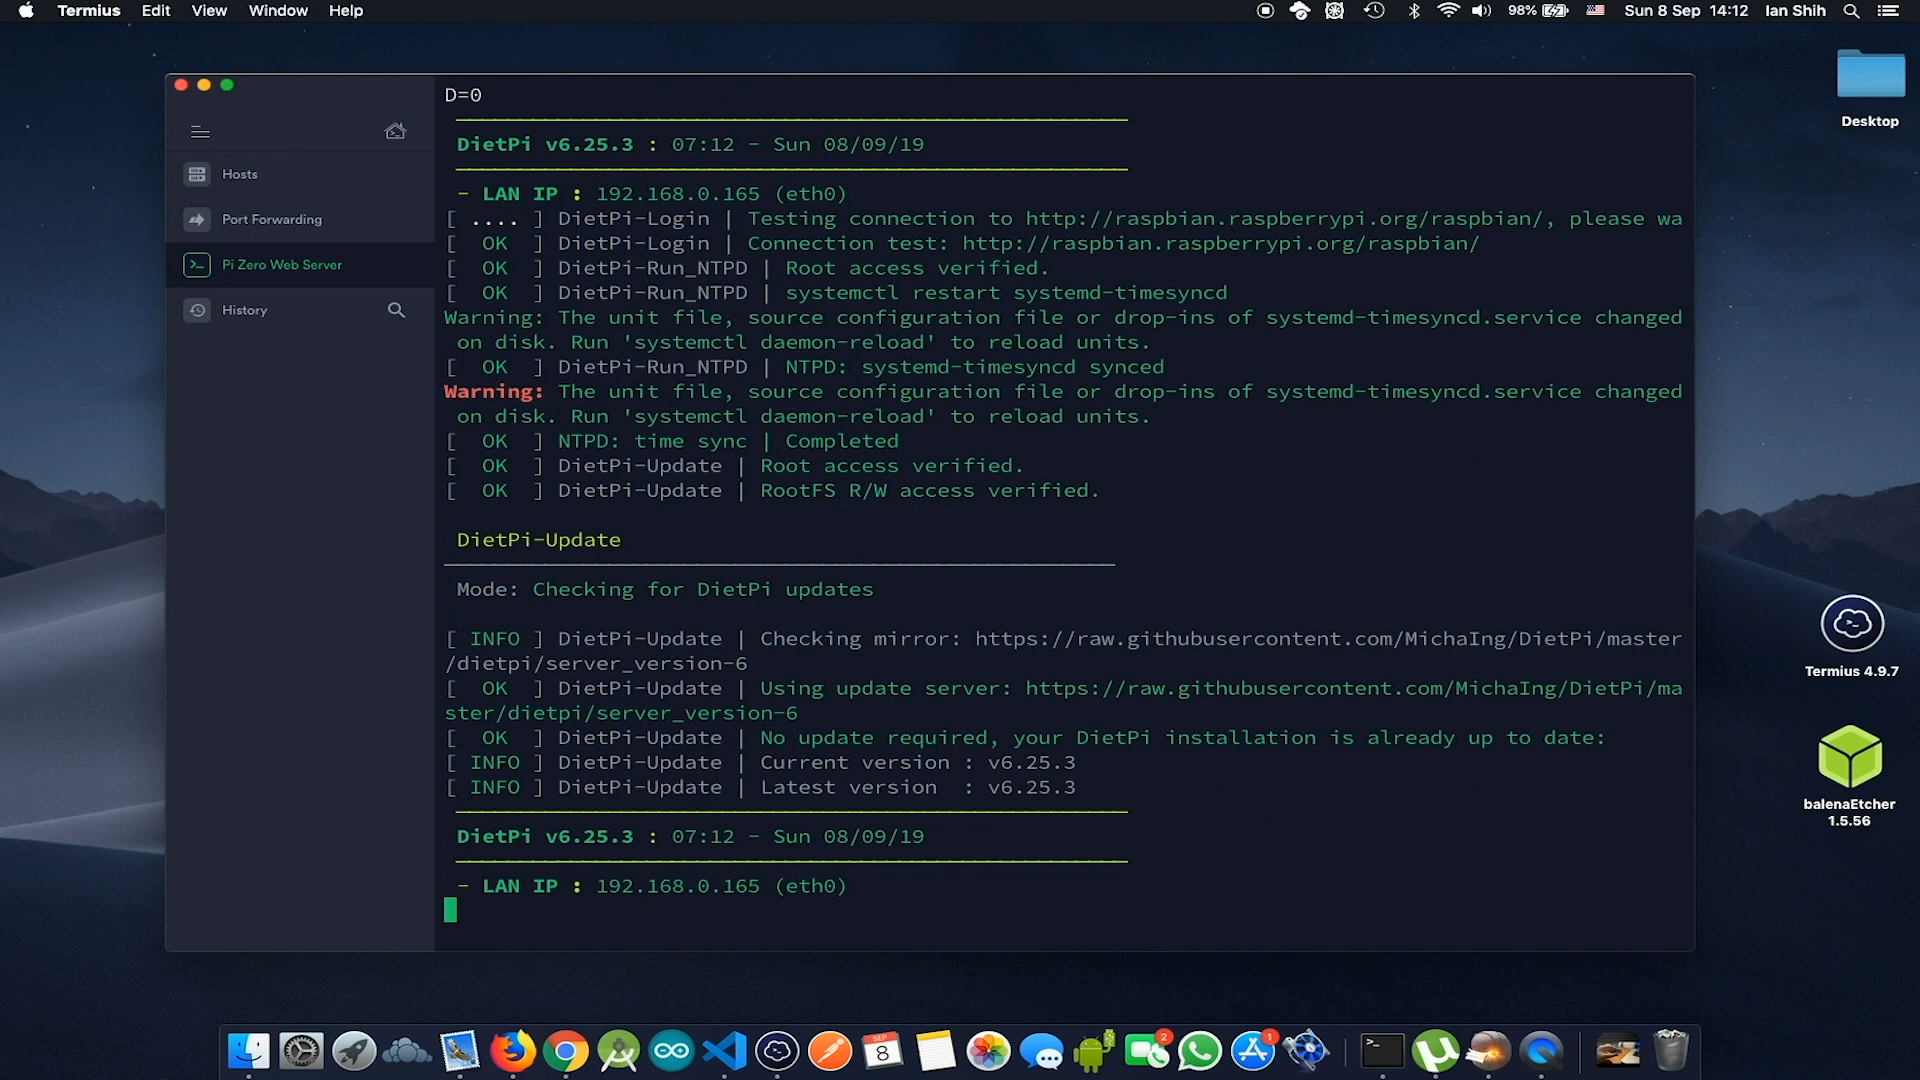 Termius Edit View Window Help 98% Sun 8 Sep 14:12 Ian Shih
D=0
DietPi v6.25.3 : 07:12 - Sun 08/09/19
- LAN IP : 192.168.0.165 (eth0)
[ .... ] DietPi-Login | Testing connection to http://raspbian.raspberrypi.org/raspbian/, please wa
[ OK ] DietPi-Login | Connection test: http://raspbian.raspberrypi.org/raspbian/
[ OK ] DietPi-Run_NTPD | Root access verified.
[ OK ] DietPi-Run_NTPD | systemctl restart systemd-timesyncd
Warning: The unit file, source configuration file or drop-ins of systemd-timesyncd.service changed
on disk. Run 'systemctl daemon-reload' to reload units.
[ OK ] DietPi-Run_NTPD | NTPD: systemd-timesyncd synced
Warning: The unit file, source configuration file or drop-ins of systemd-timesyncd.service changed
on disk. Run 'systemctl daemon-reload' to reload units.
[ OK ] NTPD: time sync | Completed
[ OK ] DietPi-Update | Root access verified.
[ OK ] DietPi-Update | RootFS R/W access verified.
DietPi-Update
Mode: Checking for DietPi updates
[ INFO ] DietPi-Update | Checking mirror: https://raw.githubusercontent.com/MichaIng/DietPi/master
/dietpi/server_version-6
[ OK ] DietPi-Update | Using update server: https://raw.githubusercontent.com/MichaIng/DietPi/ma
ster/dietpi/server_version-6
[ OK ] DietPi-Update | No update required, your DietPi installation is already up to date:
[ INFO ] DietPi-Update | Current version : v6.25.3
[ INFO ] DietPi-Update | Latest version : v6.25.3
DietPi v6.25.3 : 07:12 - Sun 08/09/19
- LAN IP : 192.168.0.165 (eth0)
Hosts
Port Forwarding
Pi Zero Web Server
History
Desktop
Termius 4.9.7
balenaEtcher
1.5.56
SEP
8
2
1